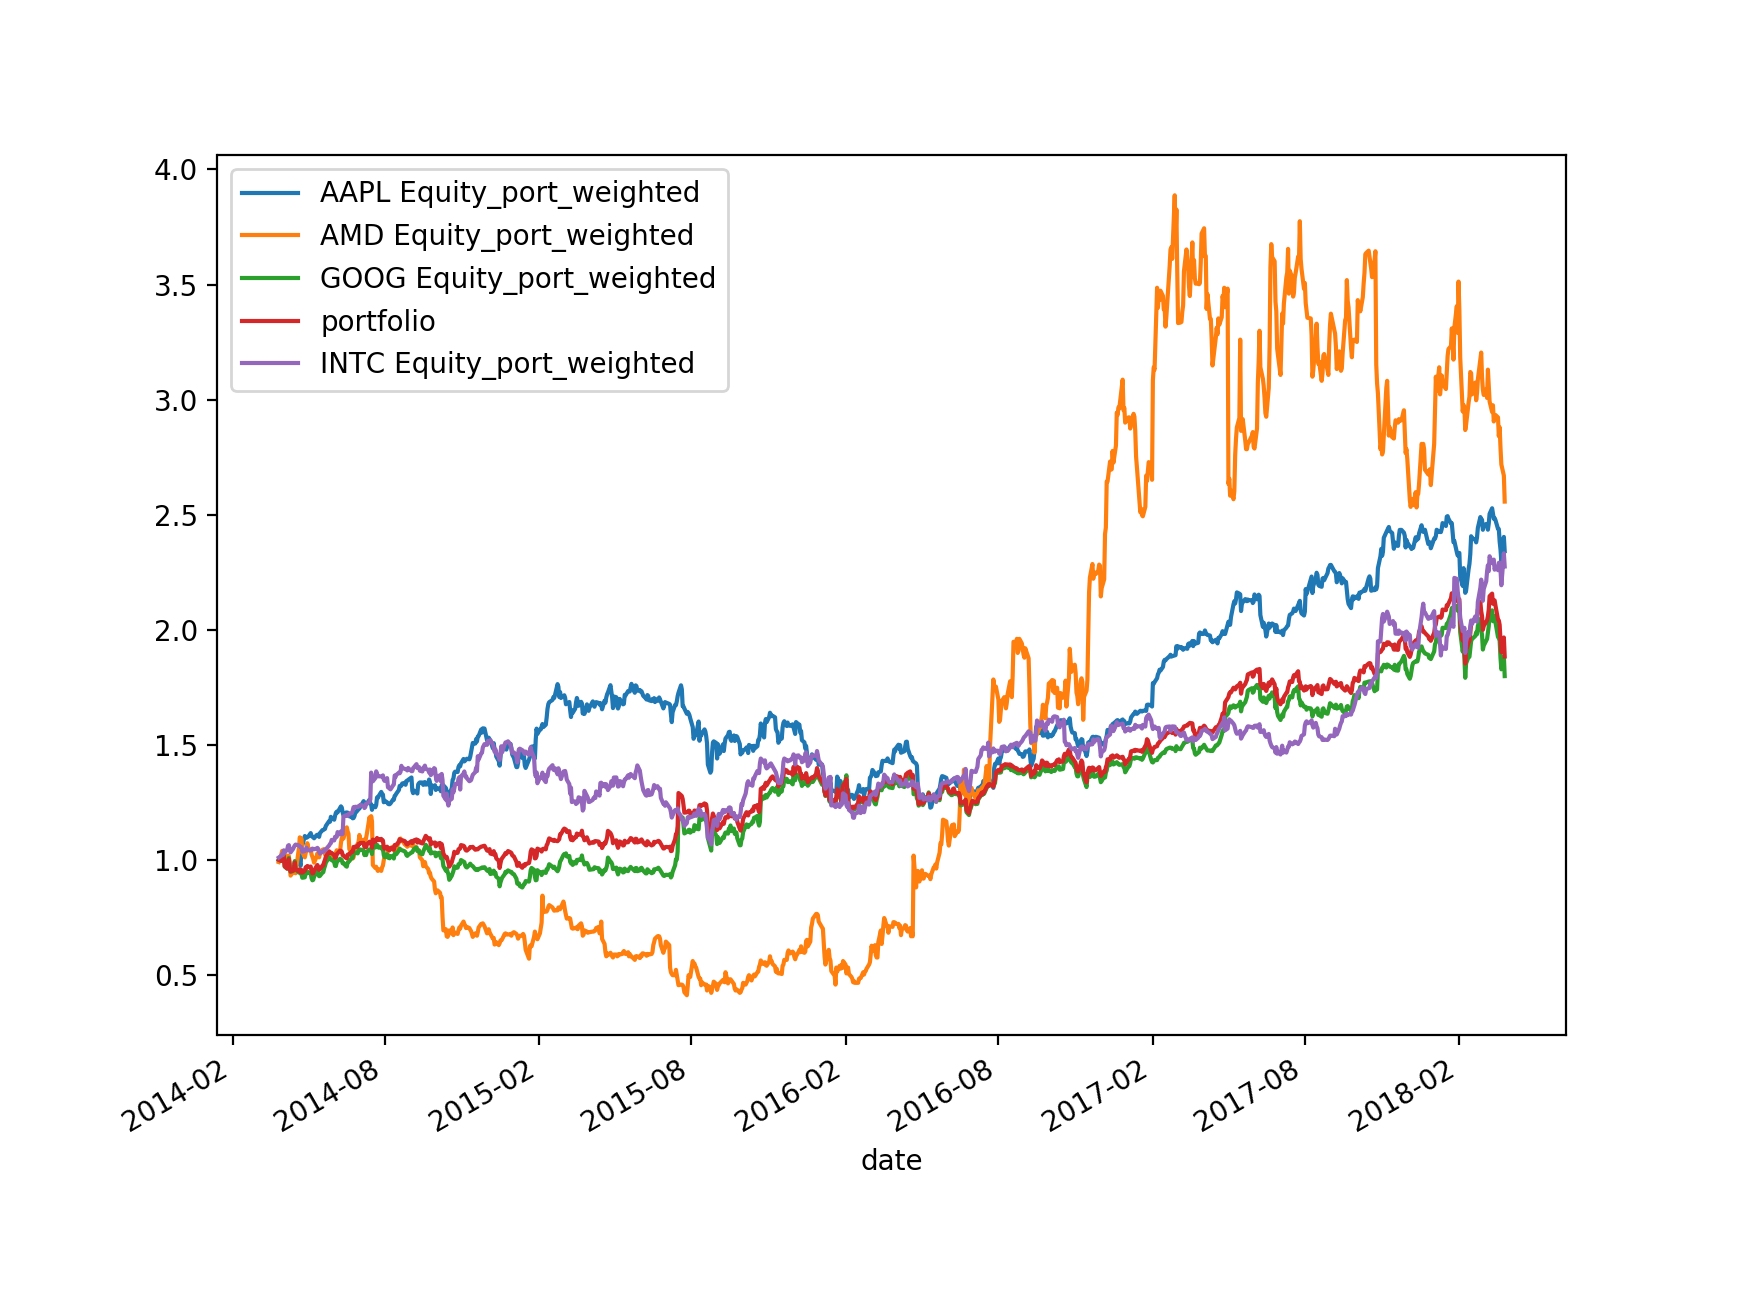 4.0
3.5
3.0
2.5
2.0
1.5
1.0
0.5
AAPL Equity_port_weighted
AMD Equity_port_weighted
GOOG Equity_port_weighted
portfolio
INTC Equity_port_weighted
2014-02
2014-08
2015-02
2015-08
2016-02
2016-08
2017-02
2017-08
2018-02
date